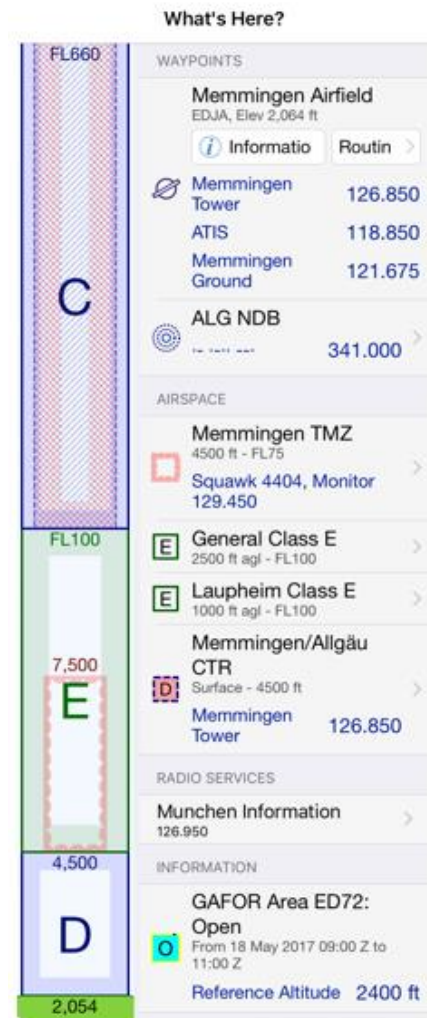 What's Here?
FL660
C
FL100
7,500
E
4,500
D
2,054
WAYPOINTS
Memmingen Airfield
EDJA, Elev 2,064 ft
i Informatio
Routin
Memmingen
Tower
126.850
ATIS
118.850
Memmingen
Ground
121.675
ALG NDB
341.000
AIRSPACE
Memmingen TMZ
4500 ft - FL75
Squawk 4404, Monitor
129.450
E
General Class E
2500 ft agl - FL100
E
Laupheim Class E
1000 ft agl - FL100
Memmingen/Allgäu
CTR
D
Surface - 4500 ft
Memmingen
Tower
126.850
RADIO SERVICES
Munchen Information
126.950
INFORMATION
GAFOR Area ED72:
Open
O
From 18 May 2017 09:00 Z to
11:00 Z
Reference Altitude 2400 ft